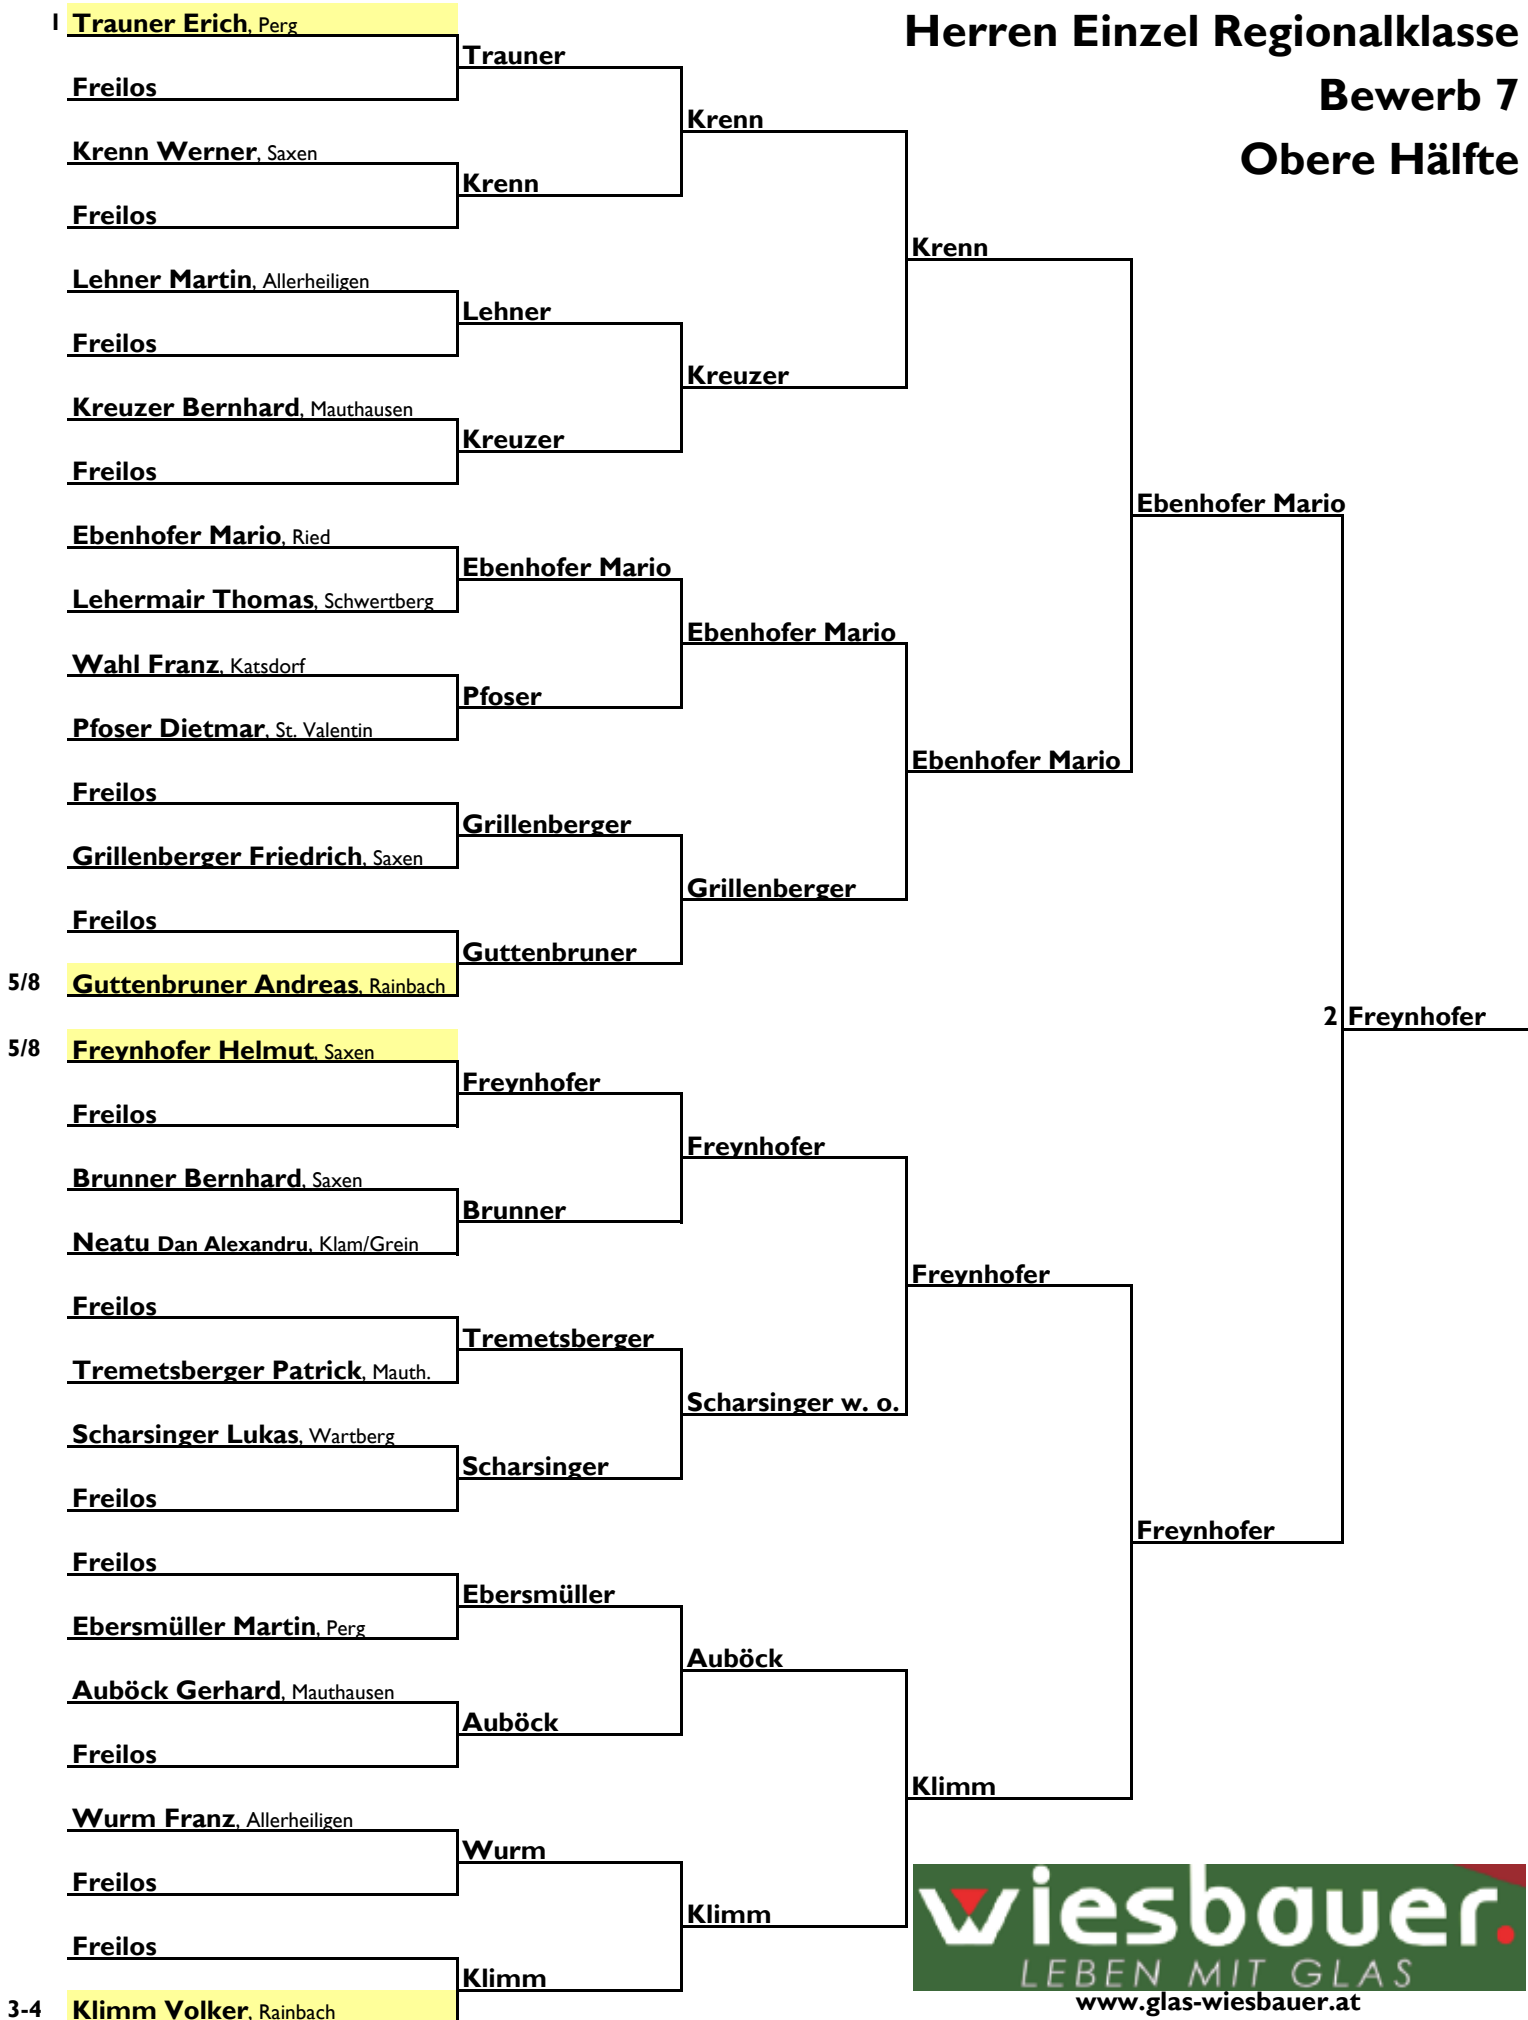 Herren Einzel Regionalklasse
Bewerb 7
Obere Hälfte
1 Trauner Erich, Perg
Trauner
Freilos
Krenn
Krenn Werner, Saxen
Krenn
Freilos
Krenn
Lehner Martin, Allerheiligen
Lehner
Freilos
Kreuzer
Kreuzer Bernhard, Mauthausen
Kreuzer
Freilos
Ebenhofer Mario
Ebenhofer Mario, Ried
Ebenhofer Mario
Lehermair Thomas, Schwertberg
Ebenhofer Mario
Wahl Franz, Katsdorf
Pfoser
Pfoser Dietmar, St. Valentin
Ebenhofer Mario
Freilos
Grillenberger
Grillenberger Friedrich, Saxen
Grillenberger
Freilos
Guttenbruner
5/8 Guttenbruner Andreas, Rainbach
2 Freynhofer
5/8 Freynhofer Helmut, Saxen
Freynhofer
Freilos
Freynhofer
Brunner Bernhard, Saxen
Brunner
Neatu Dan Alexandru, Klam/Grein
Freynhofer
Freilos
Tremetsberger
Tremetsberger Patrick, Mauth.
Scharsinger w. o.
Scharsinger Lukas, Wartberg
Scharsinger
Freilos
Freynhofer
Freilos
Ebersmüller
Ebersmüller Martin, Perg
Auböck
Auböck Gerhard, Mauthausen
Auböck
Freilos
Klimm
Wurm Franz, Allerheiligen
Wurm
Freilos
Klimm
Freilos
Klimm
3-4 Klimm Volker, Rainbach
wiesbauer.
LEBEN MIT GLAS
www.glas-wiesbauer.at